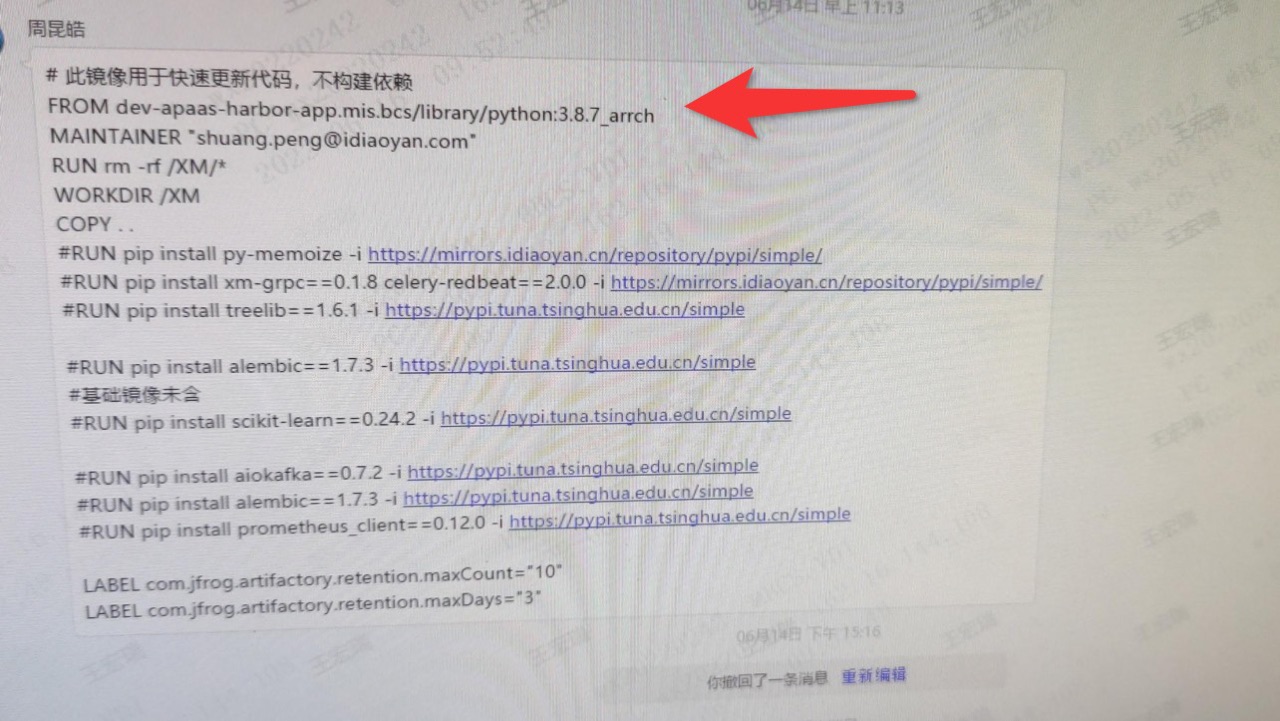 06月14日 早上 11:13
周昆皓
# 此镜像用于快速更新代码，不构建依赖
FROM dev-apaas-harbor-app.mis.bcs/library/python:3.8.7_arrch
MAINTAINER "shuang.peng@idiaoyan.com"
RUN rm -rf /XM/*
WORKDIR /XM
COPY . .
#RUN pip install py-memoize -i https://mirrors.idiaoyan.cn/repository/pypi/simple/
#RUN pip install xm-grpc==0.1.8 celery-redbeat==2.0.0 -i https://mirrors.idiaoyan.cn/repository/pypi/simple/
#RUN pip install treelib==1.6.1 -i https://pypi.tuna.tsinghua.edu.cn/simple
#RUN pip install alembic==1.7.3 -i https://pypi.tuna.tsinghua.edu.cn/simple
#基础镜像未含
#RUN pip install scikit-learn==0.24.2 -i https://pypi.tuna.tsinghua.edu.cn/simple
#RUN pip install aiokafka==0.7.2 -i https://pypi.tuna.tsinghua.edu.cn/simple
#RUN pip install alembic==1.7.3 -i https://pypi.tuna.tsinghua.edu.cn/simple
#RUN pip install prometheus_client==0.12.0 -i https://pypi.tuna.tsinghua.edu.cn/simple
LABEL com.jfrog.artifactory.retention.maxCount="10"
LABEL com.jfrog.artifactory.retention.maxDays="3"
06月14日 下午 15:16
你撤回了一条消息 重新编辑